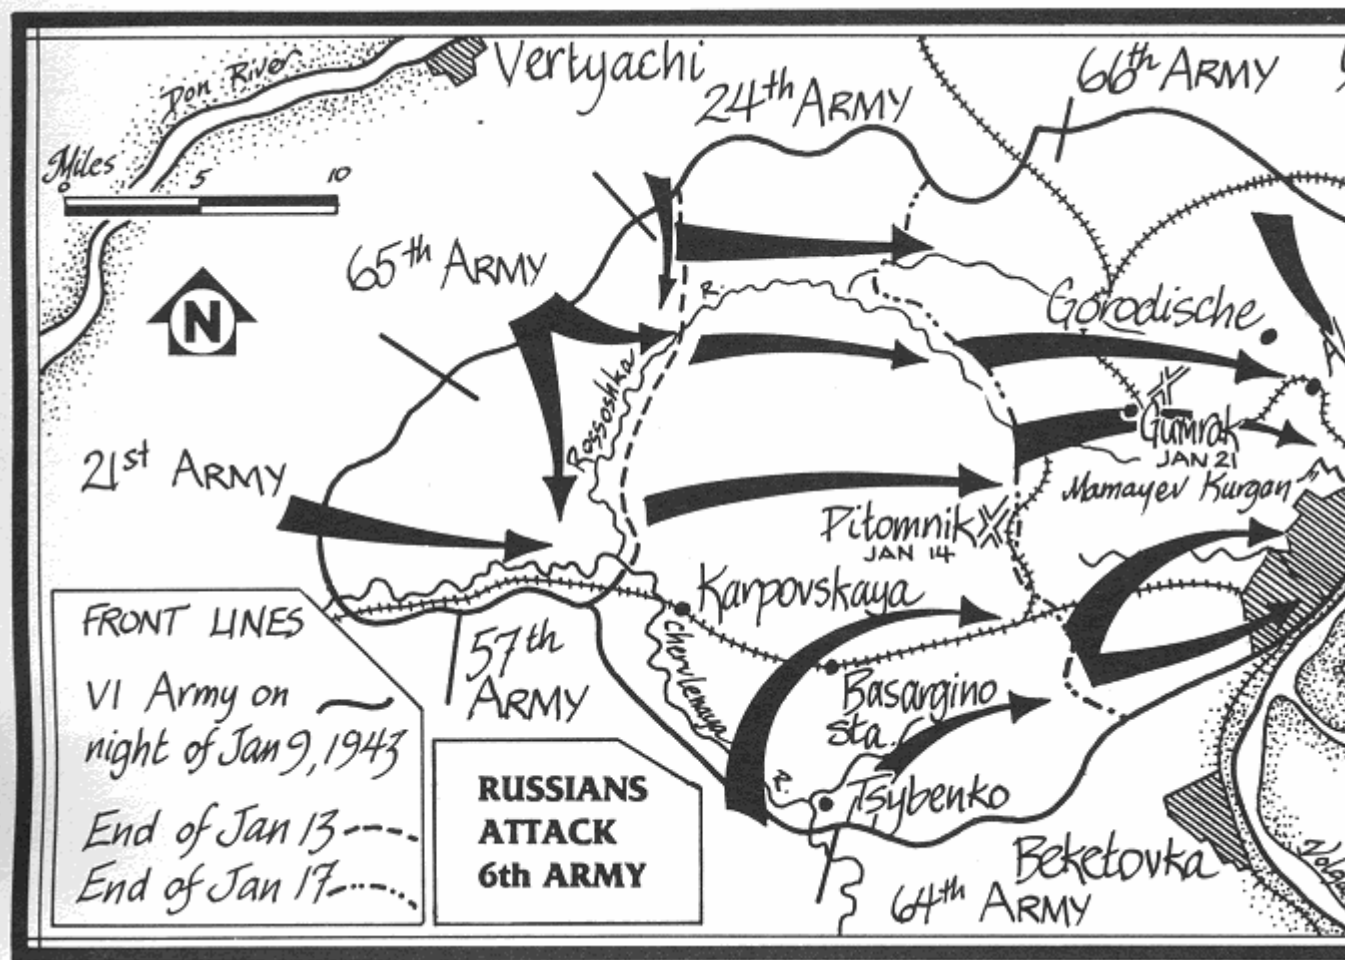 Don River
Vertyachi
24th ARMY
66th ARMY
Miles
0 5 10
65th ARMY
N
R.
Gorodische
Rossoshka
21st ARMY
Gumrak
JAN 21
Mamayev Kurgan
Pitomnik
JAN 14
Karpovskaya
57th
ARMY
Chervlenaya
R.
Basargino
sta.
Tsybenko
Beketovka
64th ARMY
FRONT LINES
VI Army on
night of Jan 9, 1943
End of Jan 13
End of Jan 17
RUSSIANS
ATTACK
6th ARMY